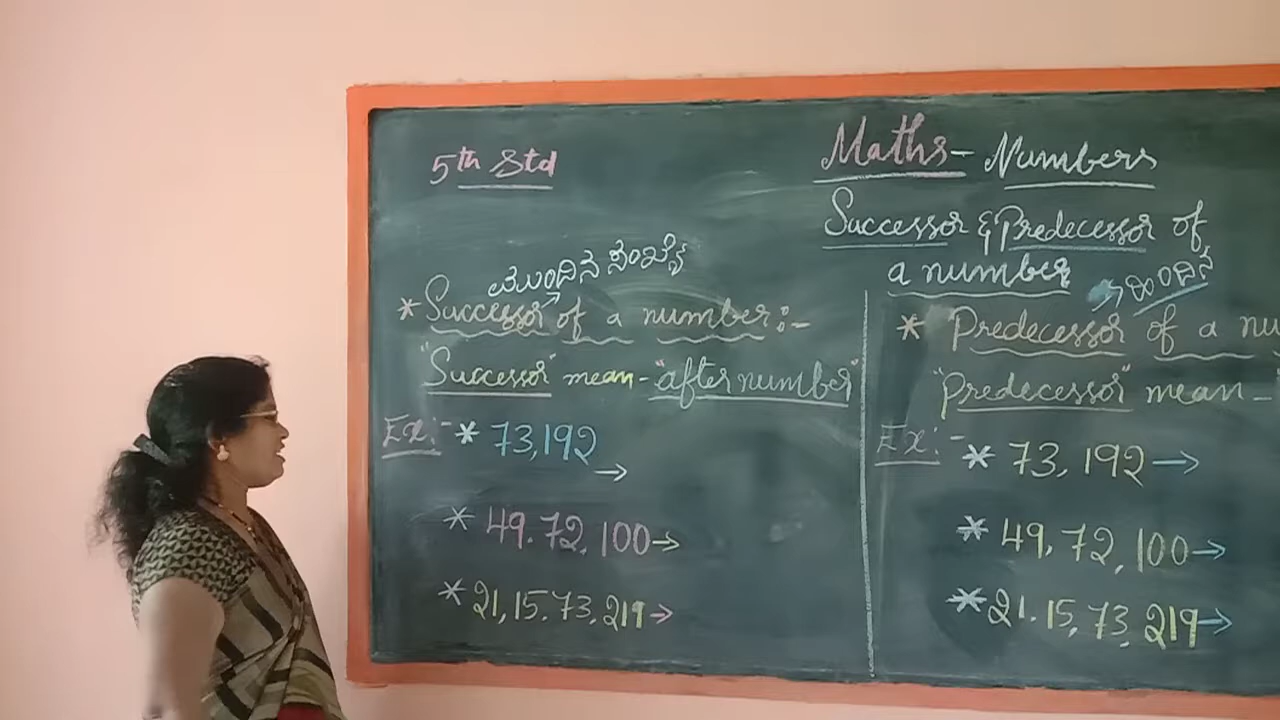 5th Std
Maths - Numbers
Successor & Predecessor of
a number
ಮುಂದಿನ ಸಂಖ್ಯೆ
* Successor of a number:-
"Successor" mean - "after number"
Ex:- * 73,192 →
* 49.72,100 →
* 21,15.73,219 →
→ ಹಿಂದಿನ
* Predecessor of a nu
"Predecessor" mean -
Ex:- * 73,192 →
* 49,72,100 →
* 21.15,73,219 →